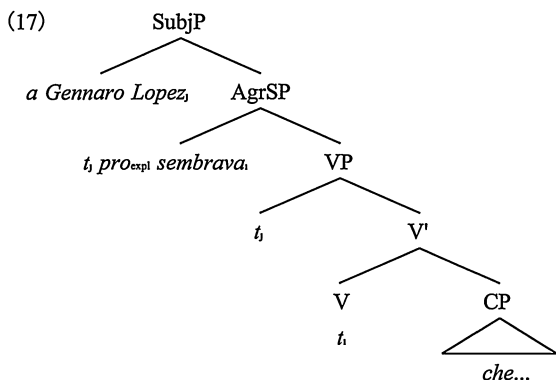 (17) SubjP
a Gennaro Lopezⱼ AgrSP
tⱼ proₑₓₚₗ sembravaᵢ VP
tⱼ V'
V CP
tᵢ
che...